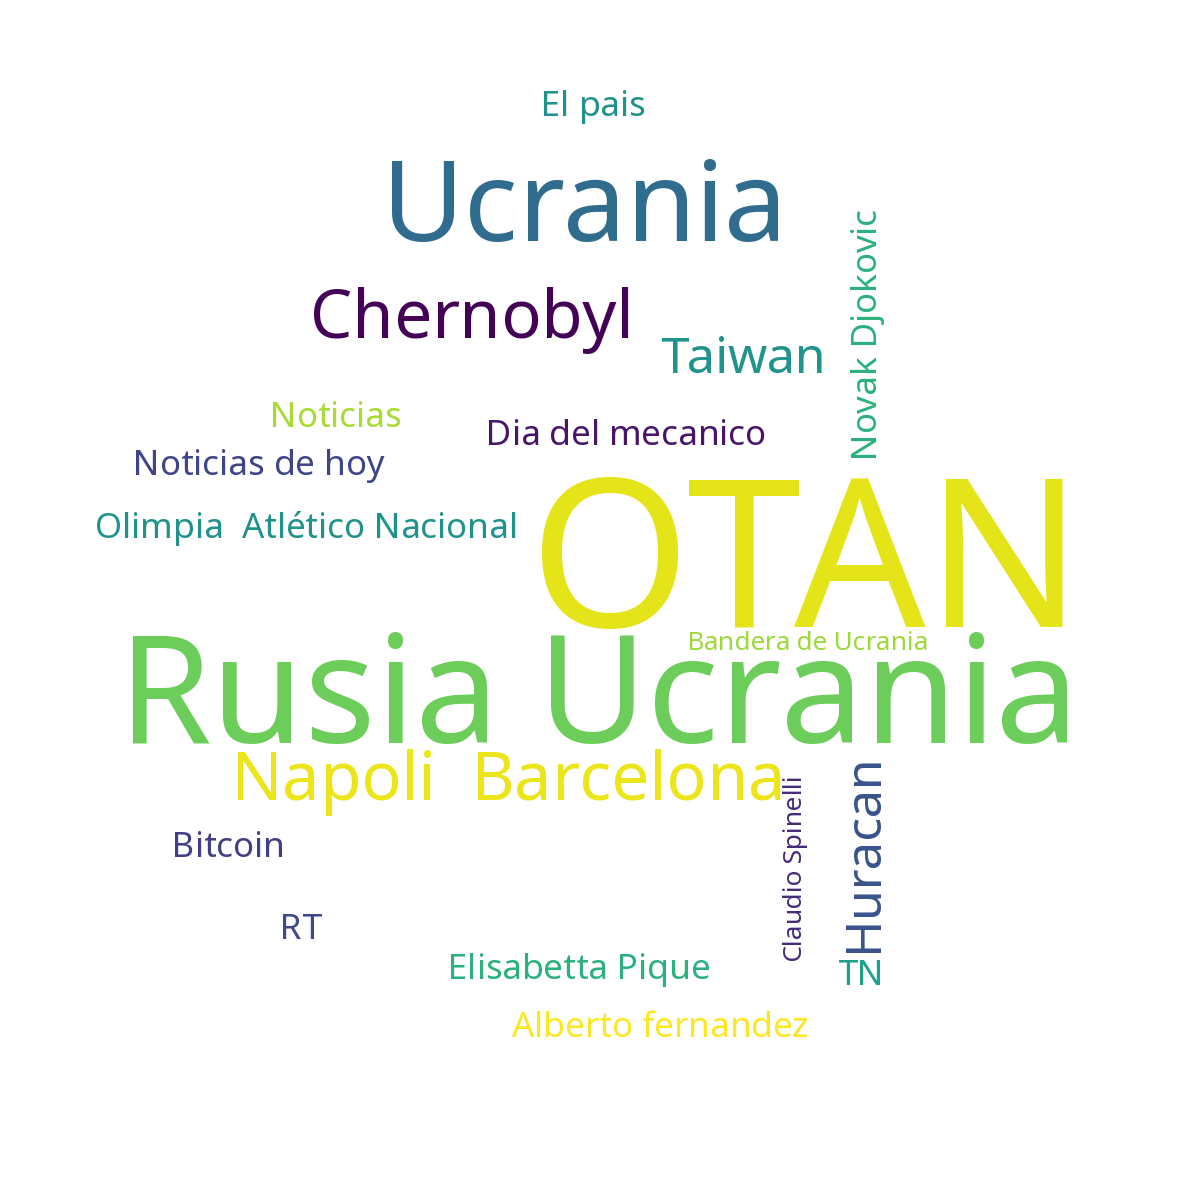 El pais
Ucrania
Novak Djokovic
Chernobyl
Taiwan
Noticias
Dia del mecanico
Noticias de hoy
OTAN
Olimpia  Atlético Nacional
Bandera de Ucrania
Rusia Ucrania
Napoli  Barcelona
Claudio Spinelli
Huracan
Bitcoin
RT
Elisabetta Pique
TN
Alberto fernandez